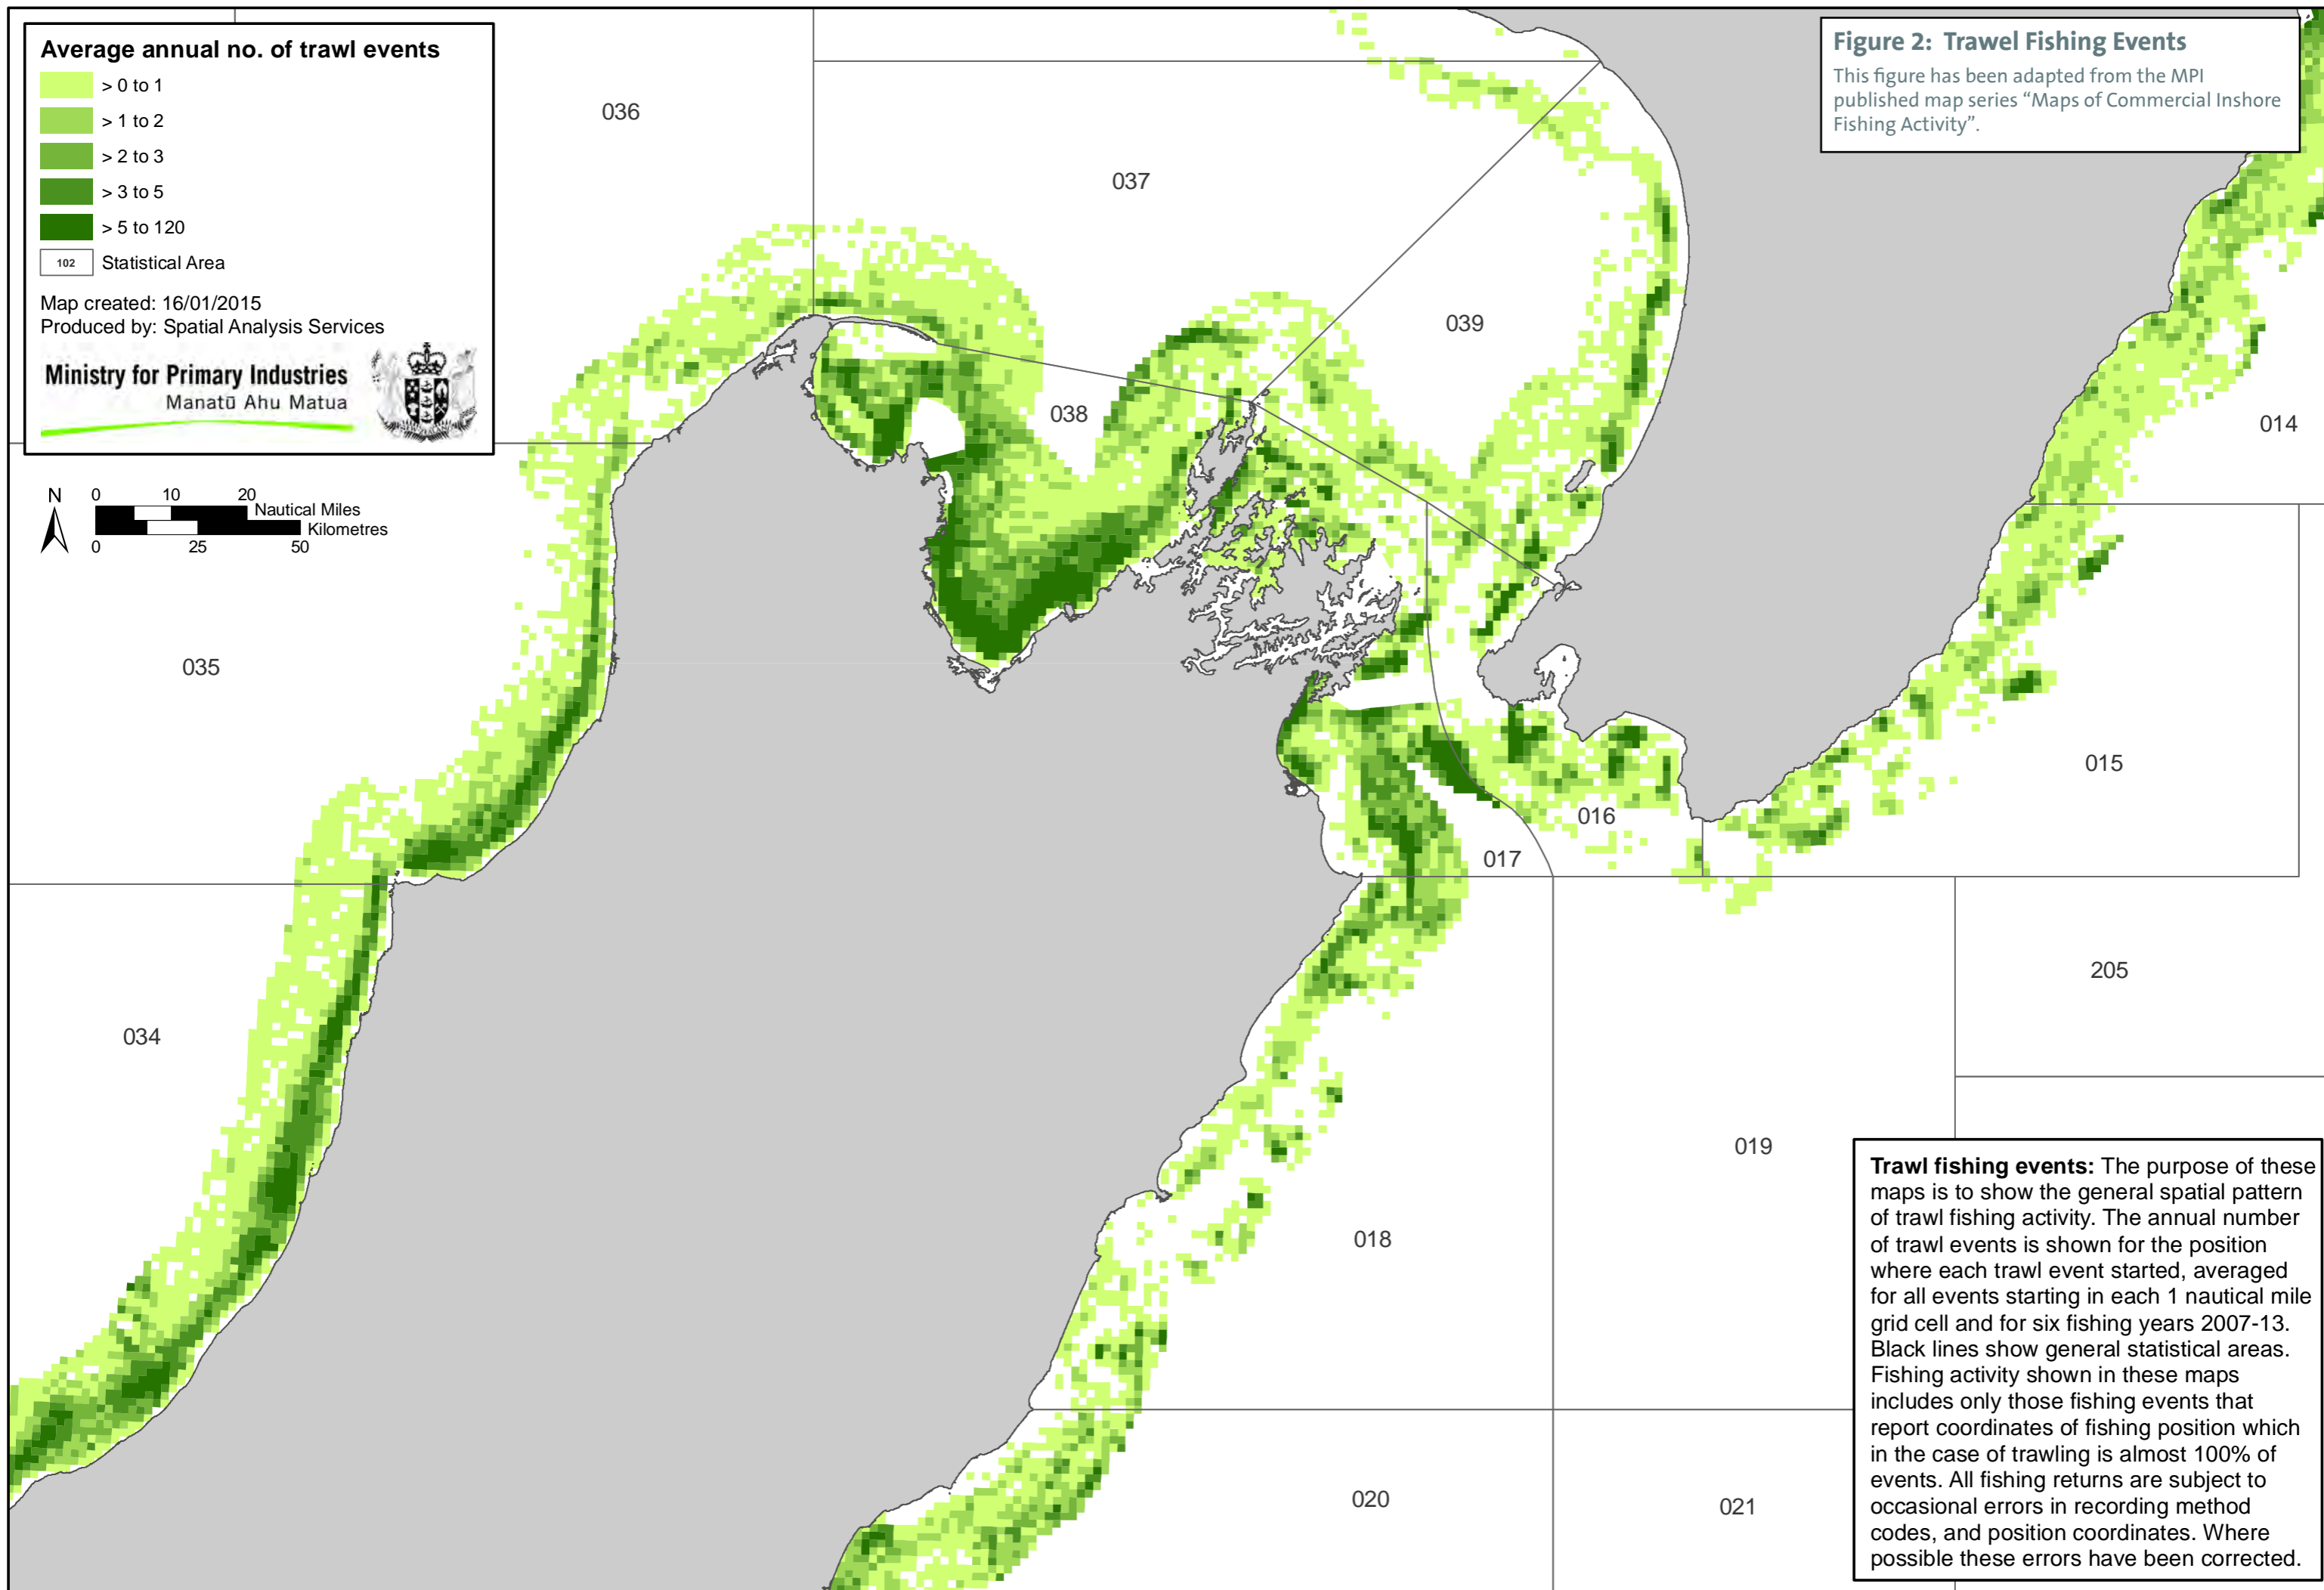 Average annual no. of trawl events
> 0 to 1
> 1 to 2
> 2 to 3
> 3 to 5
> 5 to 120
102 Statistical Area
Map created: 16/01/2015
Produced by: Spatial Analysis Services
Ministry for Primary Industries
Manatū Ahu Matua
N
0 10 20
Nautical Miles
Kilometres
0 25 50
Figure 2: Trawel Fishing Events
This figure has been adapted from the MPI
published map series “Maps of Commercial Inshore
Fishing Activity”.
036
037
039
038
014
035
015
016
017
205
034
019
018
020
021
Trawl fishing events: The purpose of these
maps is to show the general spatial pattern
of trawl fishing activity. The annual number
of trawl events is shown for the position
where each trawl event started, averaged
for all events starting in each 1 nautical mile
grid cell and for six fishing years 2007-13.
Black lines show general statistical areas.
Fishing activity shown in these maps
includes only those fishing events that
report coordinates of fishing position which
in the case of trawling is almost 100% of
events. All fishing returns are subject to
occasional errors in recording method
codes, and position coordinates. Where
possible these errors have been corrected.